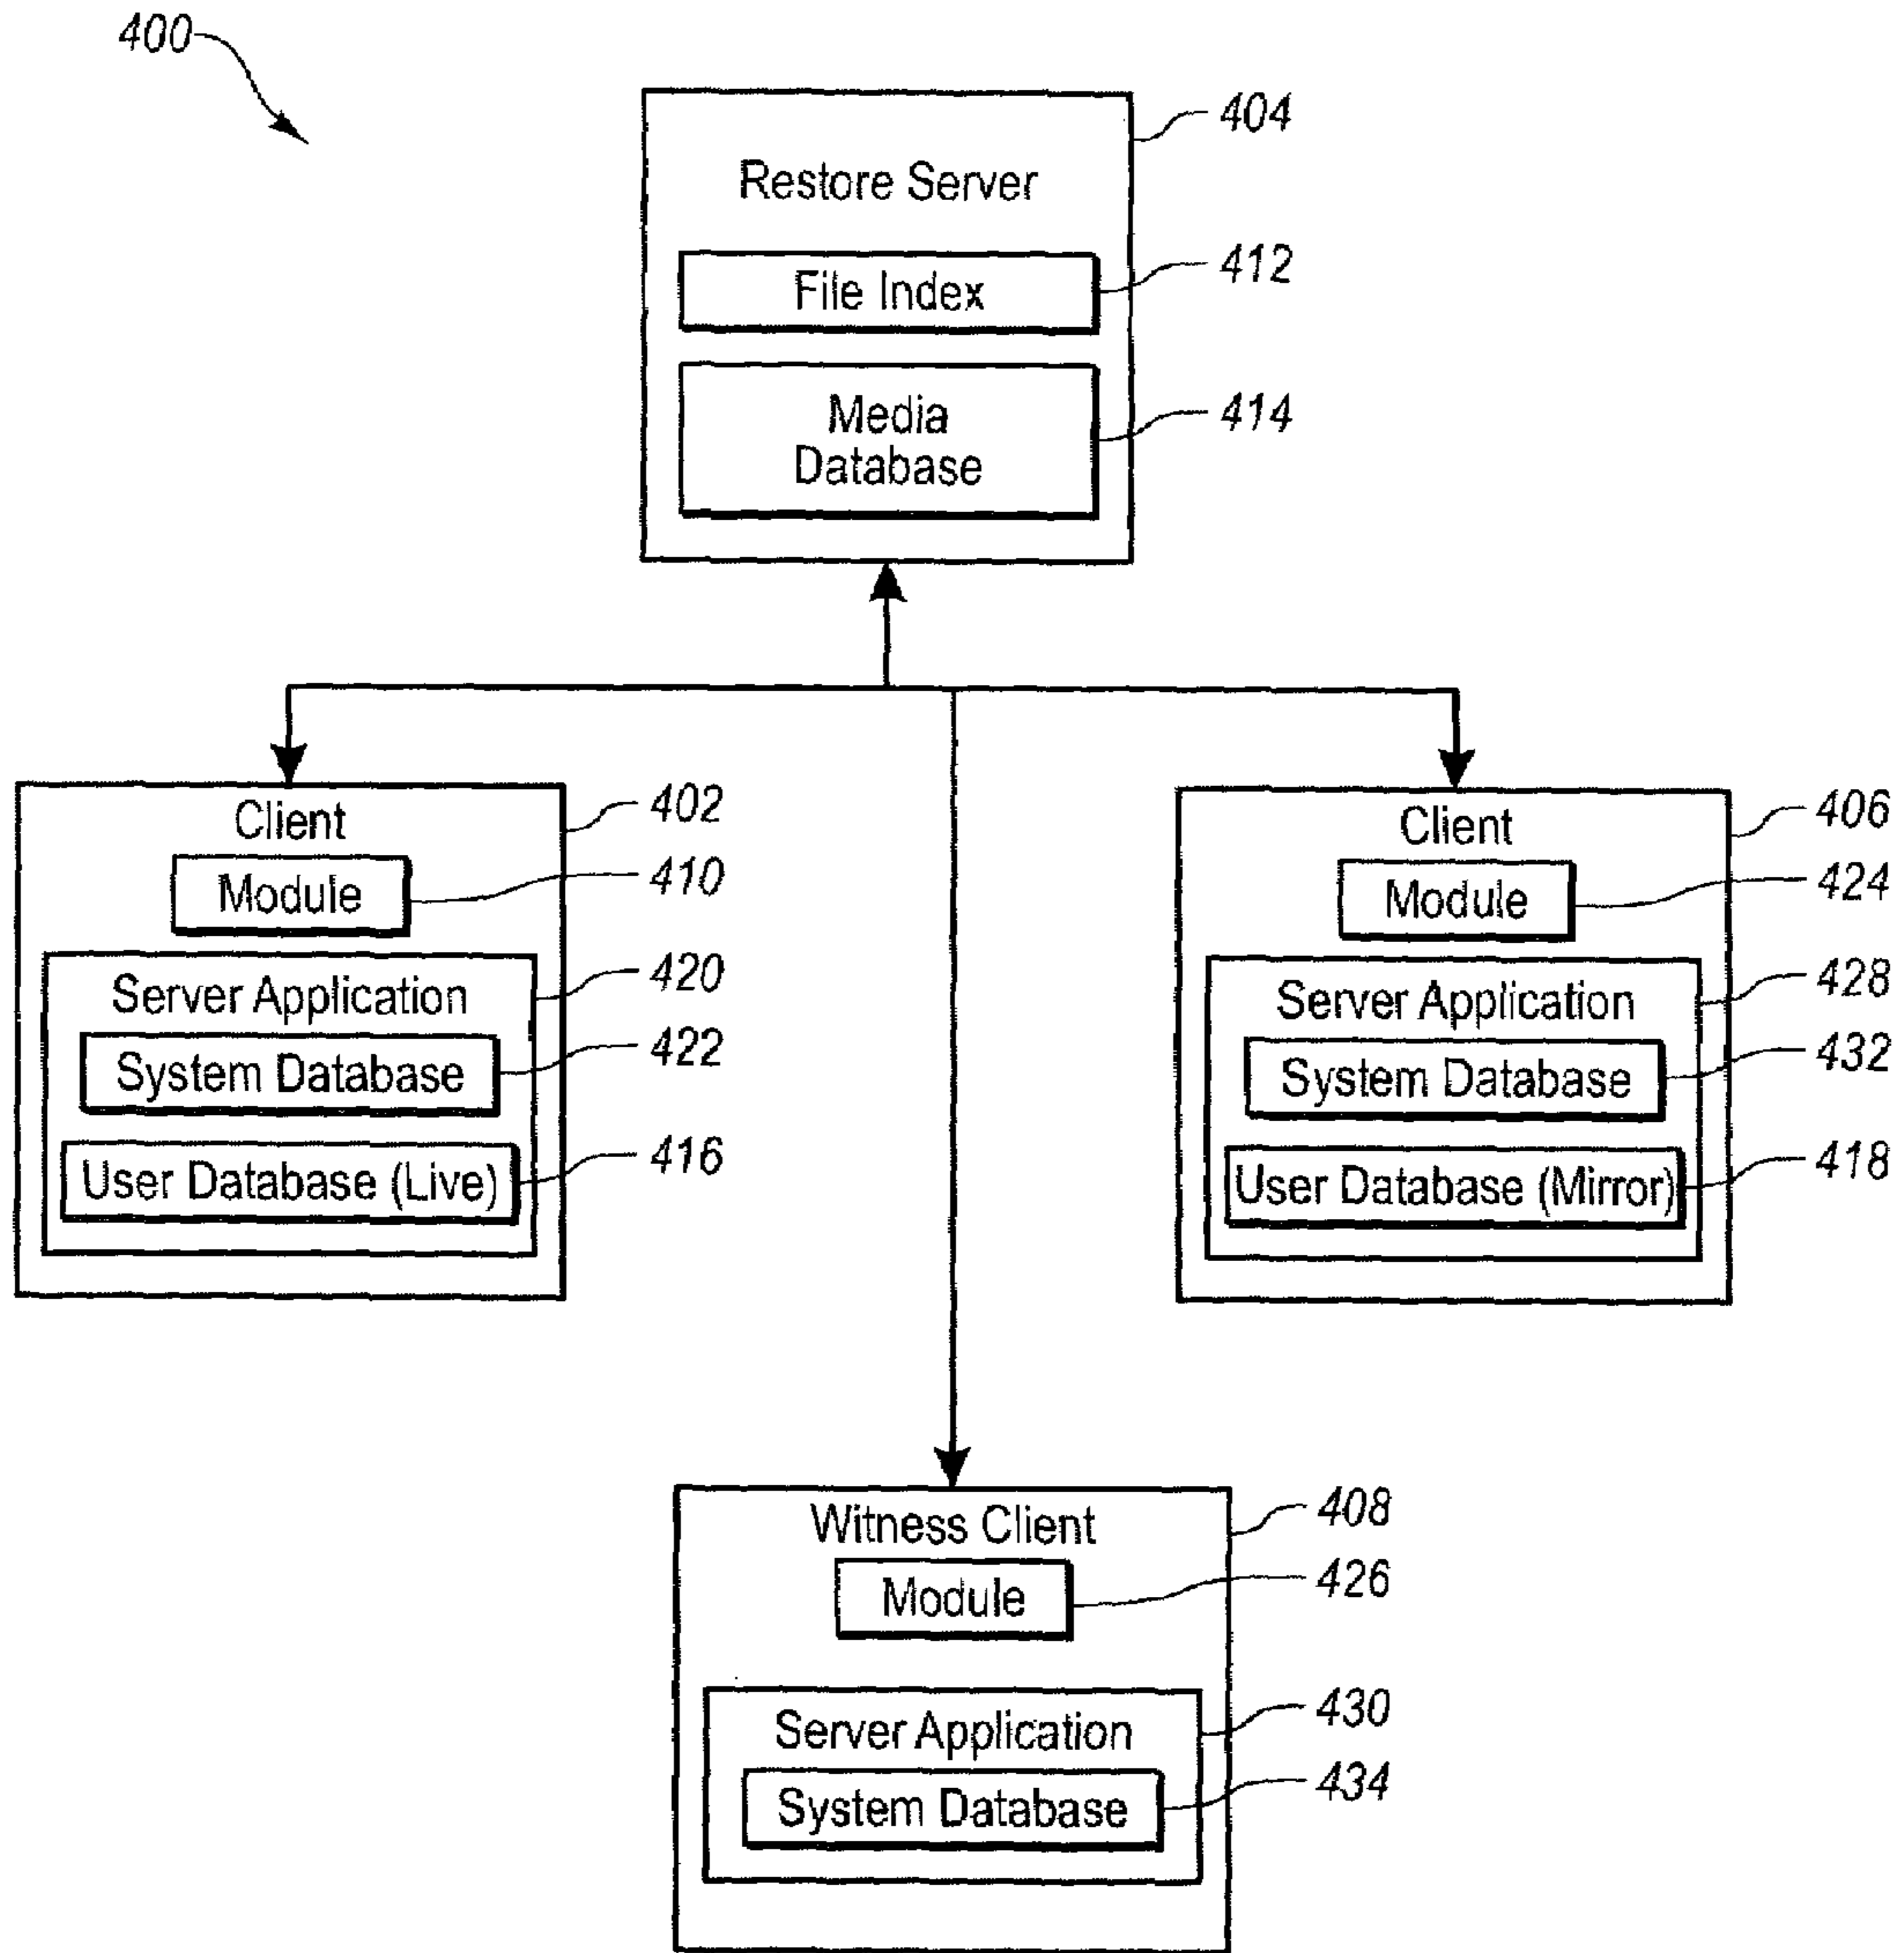 400
404
Restore Server
412
File Index
414
Media
Database
402
Client
410
Module
420
Server Application
422
System Database
416
User Database (Live)
406
Client
424
Module
428
Server Application
432
System Database
418
User Database (Mirror)
408
Witness Client
426
Module
430
Server Application
434
System Database